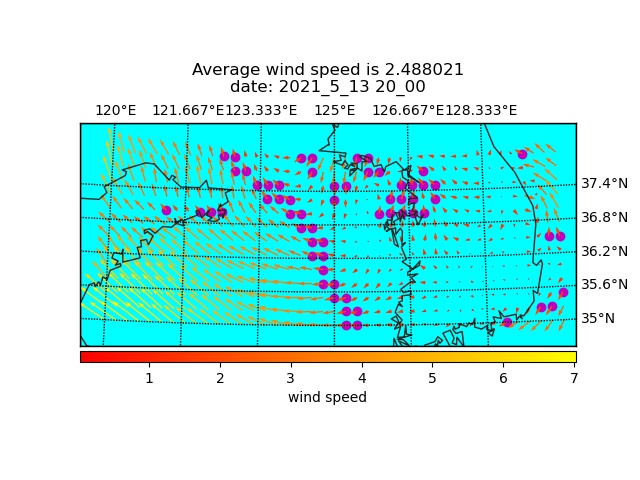 Average wind speed is 2.488021
date: 2021_5_13 20_00
120°E 121.667°E 123.333°E 125°E 126.667°E 128.333°E
37.4°N
36.8°N
36.2°N
35.6°N
35°N
1 2 3 4 5 6 7
wind speed